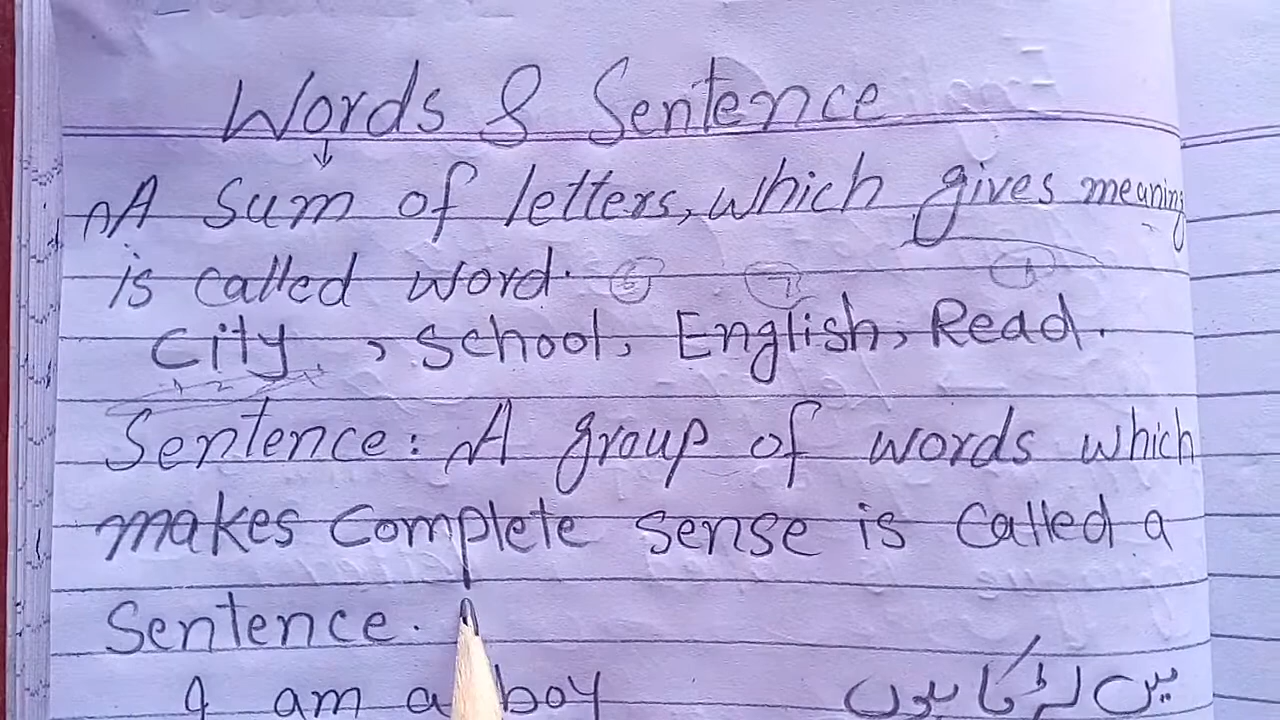 Words & Sentence
A Sum of letters, which gives meaning
is called word.
City, School, English, Read.
Sentence: A group of words which
makes Complete sense is Called a
Sentence.
I am a boy میں لڑکا ہوں